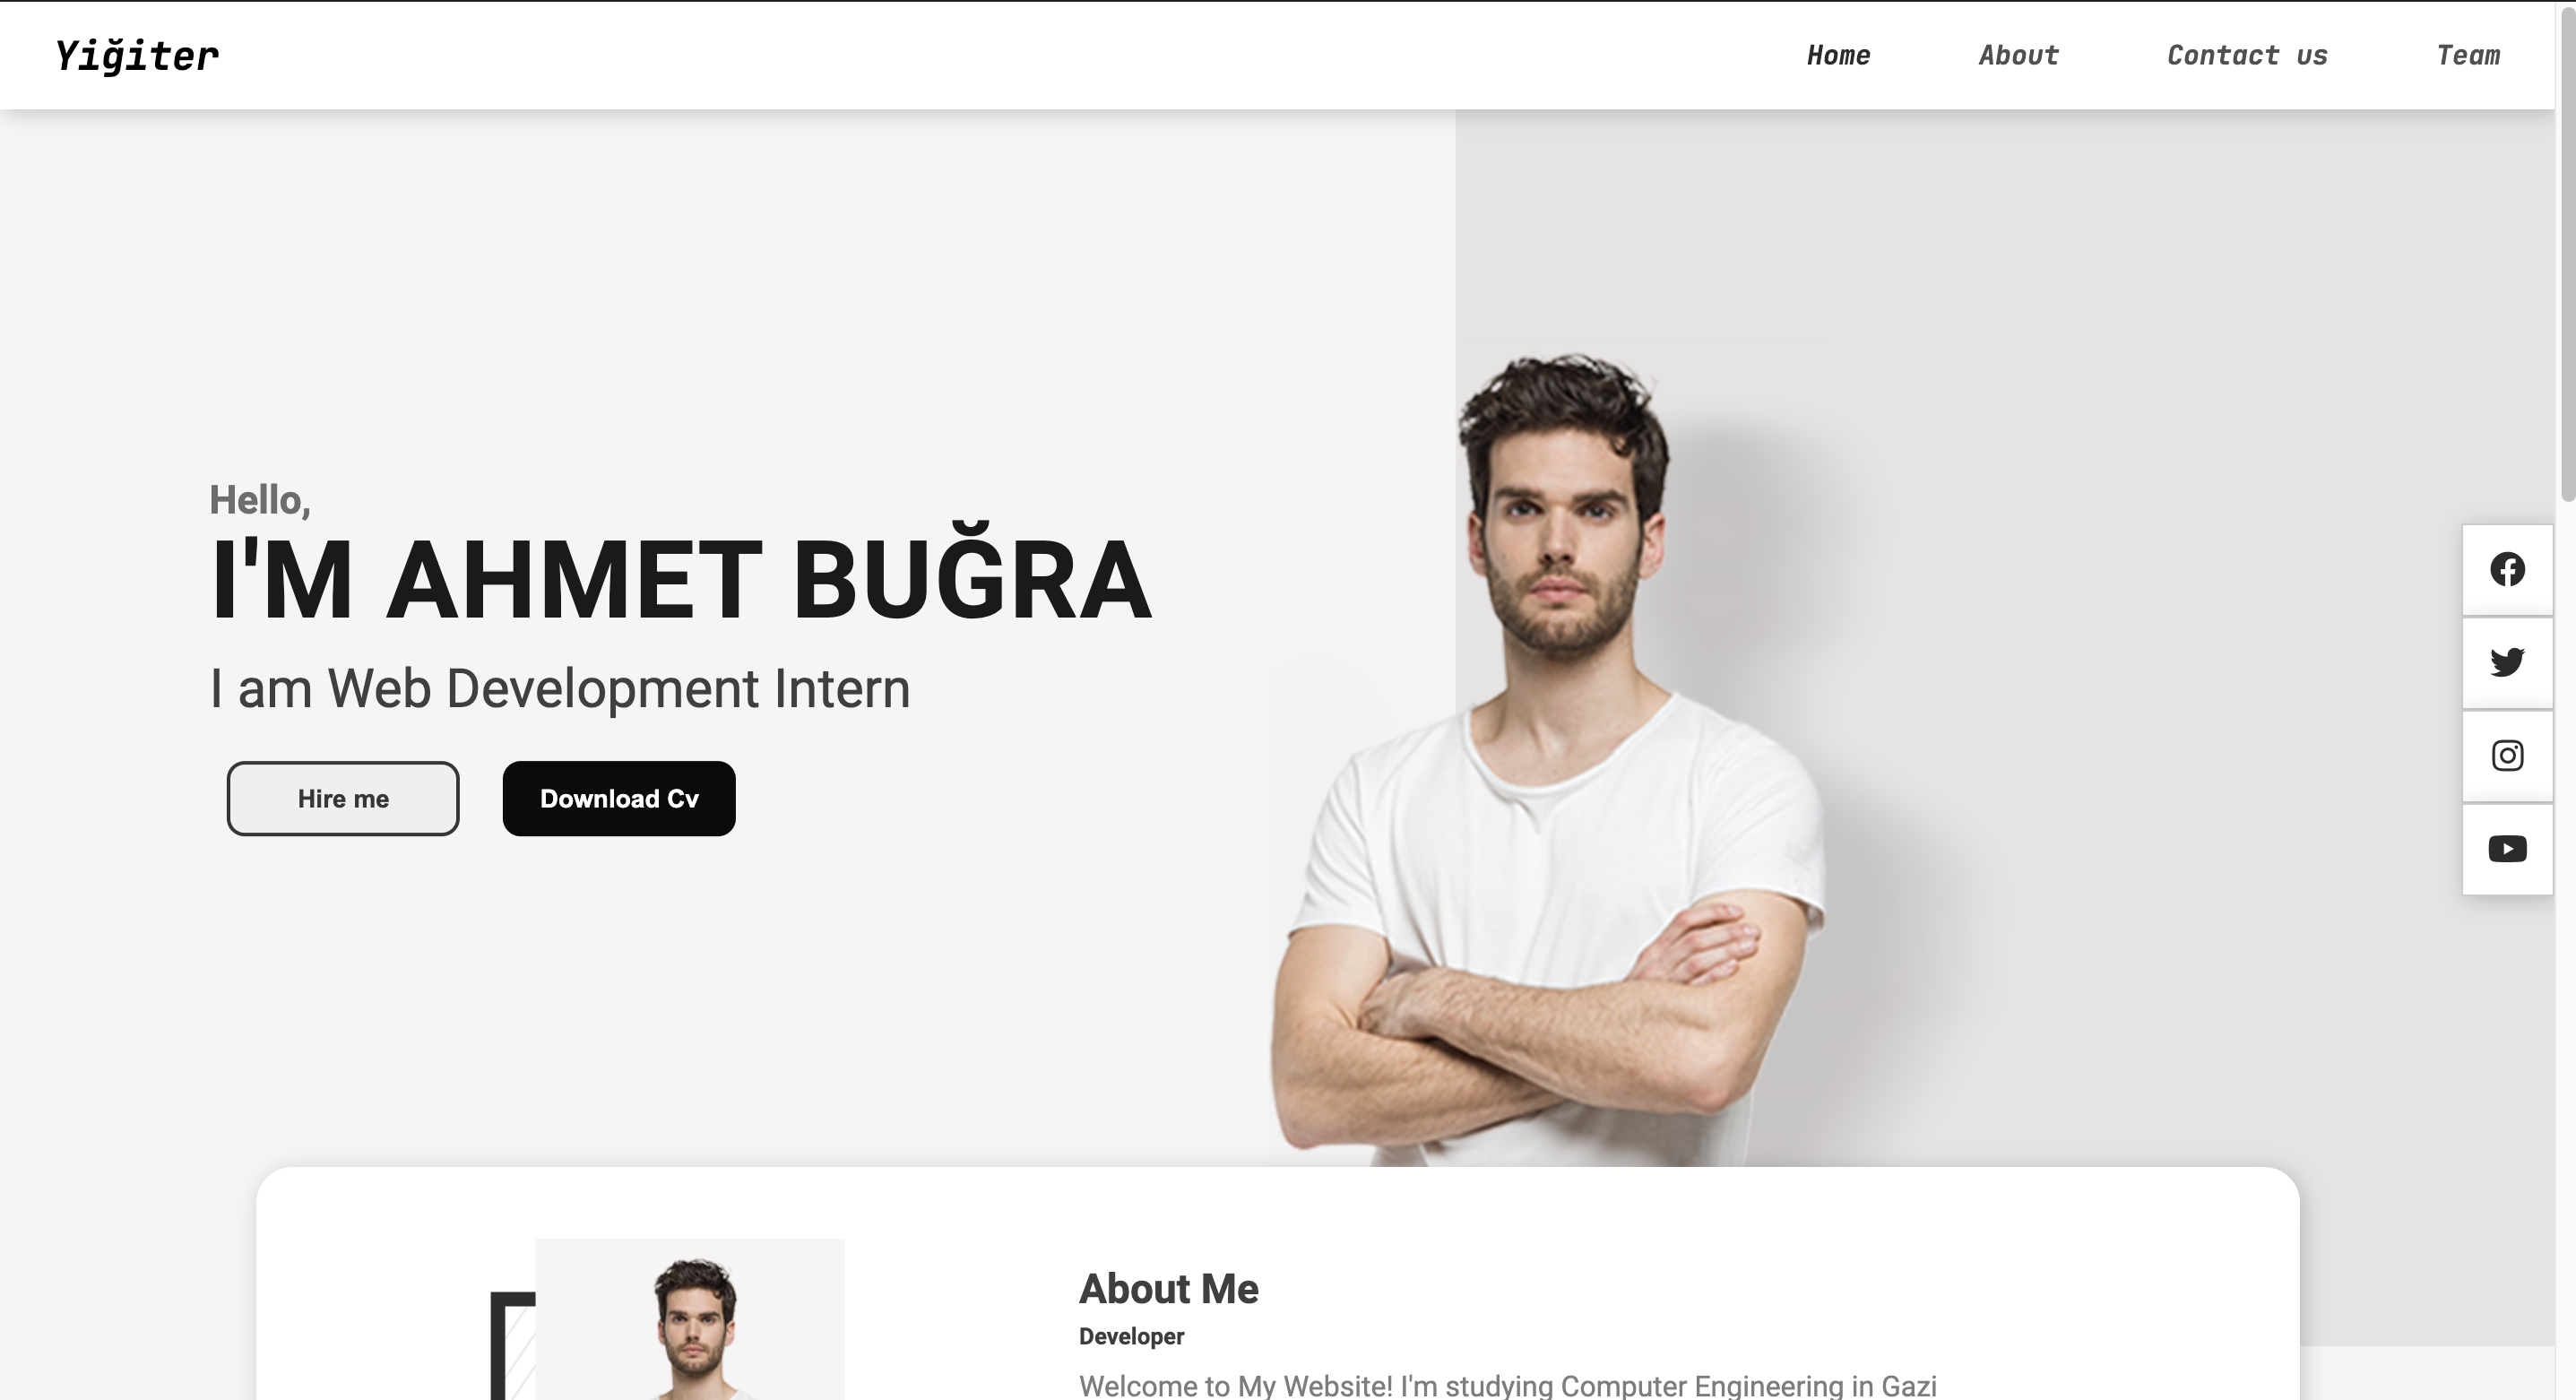 Yiğiter
Home About Contact us Team
Hello,
I'M AHMET BUĞRA
I am Web Development Intern
Hire me Download Cv
About Me
Developer
Welcome to My Website! I'm studying Computer Engineering in Gazi